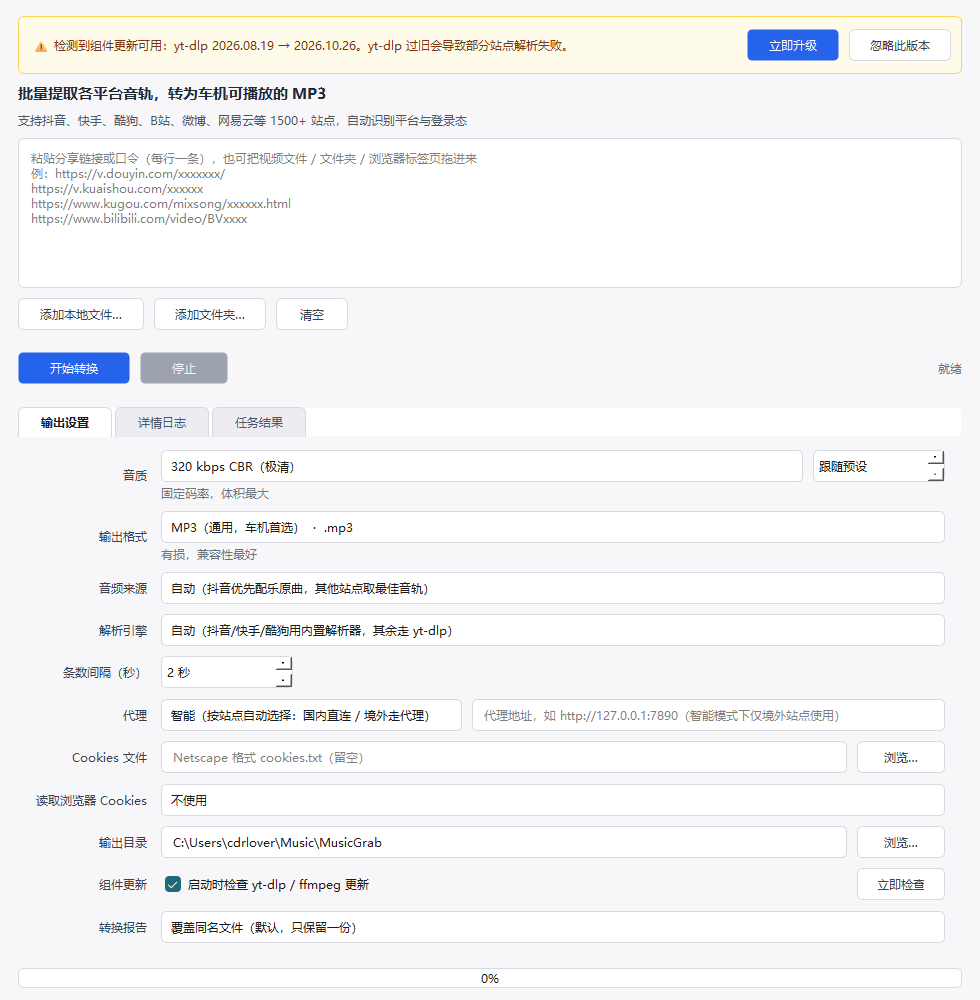 检测到组件更新可用：yt-dlp 2026.08.19 → 2026.10.26。yt-dlp 过旧会导致部分站点解析失败。 立即升级 忽略此版本
批量提取各平台音轨，转为车机可播放的 MP3
支持抖音、快手、酷狗、B站、微博、网易云等 1500+ 站点，自动识别平台与登录态
粘贴分享链接或口令（每行一条），也可把视频文件 / 文件夹 / 浏览器标签页拖进来
例：https://v.douyin.com/xxxxxxx/
https://v.kuaishou.com/xxxxxx
https://www.kugou.com/mixsong/xxxxxx.html
https://www.bilibili.com/video/BVxxxx
添加本地文件... 添加文件夹... 清空
开始转换 停止 就绪
输出设置 详情日志 任务结果
音质 320 kbps CBR（极清） 跟随预设
固定码率，体积最大
输出格式 MP3（通用，车机首选） · .mp3
有损，兼容性最好
音频来源 自动（抖音优先配乐原曲，其他站点取最佳音轨）
解析引擎 自动（抖音/快手/酷狗用内置解析器，其余走 yt-dlp）
条数间隔（秒） 2 秒
代理 智能（按站点自动选择：国内直连 / 境外走代理） 代理地址，如 http://127.0.0.1:7890（智能模式下仅境外站点使用）
Cookies 文件 Netscape 格式 cookies.txt（留空） 浏览...
读取浏览器 Cookies 不使用
输出目录 C:\Users\cdrlover\Music\MusicGrab 浏览...
组件更新 启动时检查 yt-dlp / ffmpeg 更新 立即检查
转换报告 覆盖同名文件（默认，只保留一份）
0%